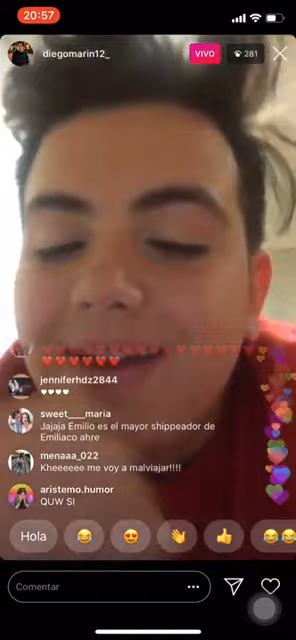 20:57
diegomarin12_
VIVO
281
jenniferhdz2844
sweet____maria
Jajaja Emilio es el mayor shippeador de
Emiliaco ahre
menaaa_022
Kheeeeee me voy a malviajar!!!!
aristemo.humor
QUW SI
Hola
Comentar